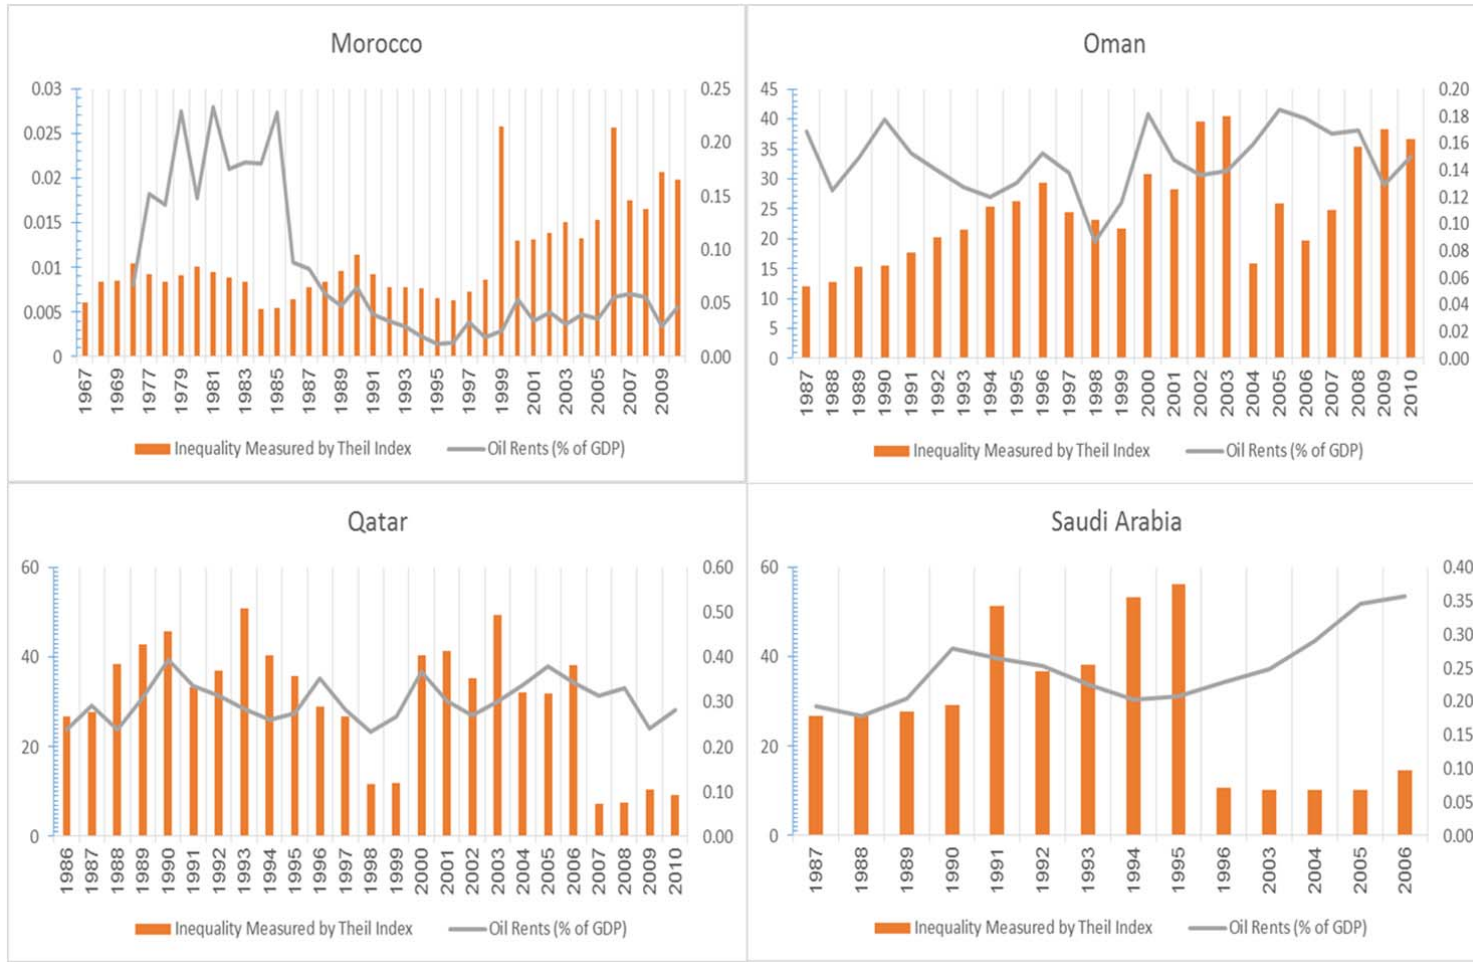 Morocco
0.03 0.25
0.025 0.20
0.02 0.15
0.015 0.10
0.01 0.05
0.005 0.00
0
1967 1969 1977 1979 1981 1983 1985 1987 1989 1991 1993 1995 1997 1999 2001 2003 2005 2007 2009
Inequality Measured by Theil Index Oil Rents (% of GDP)
Oman
45 0.20
40 0.18
35 0.16
30 0.14
25 0.12
20 0.10
15 0.08
10 0.06
5 0.04
0 0.02
0.00
1987 1988 1989 1990 1991 1992 1993 1994 1995 1996 1997 1998 1999 2000 2001 2002 2003 2004 2005 2006 2007 2008 2009 2010
Inequality Measured by Theil Index Oil Rents (% of GDP)
Qatar
60 0.60
0.50
40 0.40
0.30
20 0.20
0.10
0 0.00
1986 1987 1988 1989 1990 1991 1992 1993 1994 1995 1996 1997 1998 1999 2000 2001 2002 2003 2004 2005 2006 2007 2008 2009 2010
Inequality Measured by Theil Index Oil Rents (% of GDP)
Saudi Arabia
60 0.40
0.35
0.30
40 0.25
0.20
20 0.15
0.10
0.05
0 0.00
1987 1988 1989 1990 1991 1992 1993 1994 1995 1996 2003 2004 2005 2006
Inequality Measured by Theil Index Oil Rents (% of GDP)